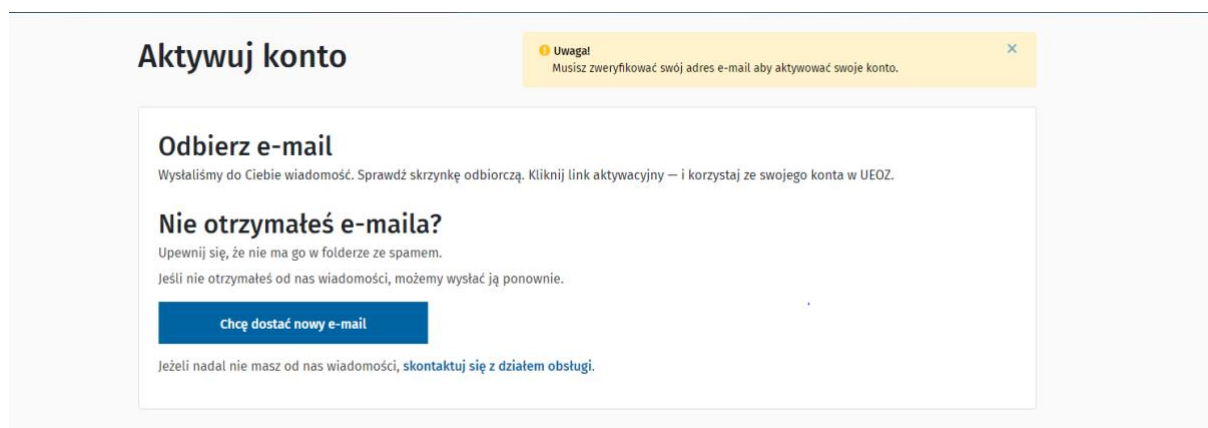 Aktywuj konto
Uwaga!
Musisz zweryfikować swój adres e-mail aby aktywować swoje konto.
Odbierz e-mail
Wysłaliśmy do Ciebie wiadomość. Sprawdź skrzynkę odbiorczą. Kliknij link aktywacyjny — i korzystaj ze swojego konta w UEOZ.
Nie otrzymałeś e-maila?
Upewnij się, że nie ma go w folderze ze spamem.
Jeśli nie otrzymałeś od nas wiadomości, możemy wysłać ją ponownie.
Chcę dostać nowy e-mail
Jeżeli nadal nie masz od nas wiadomości, skontaktuj się z działem obsługi.